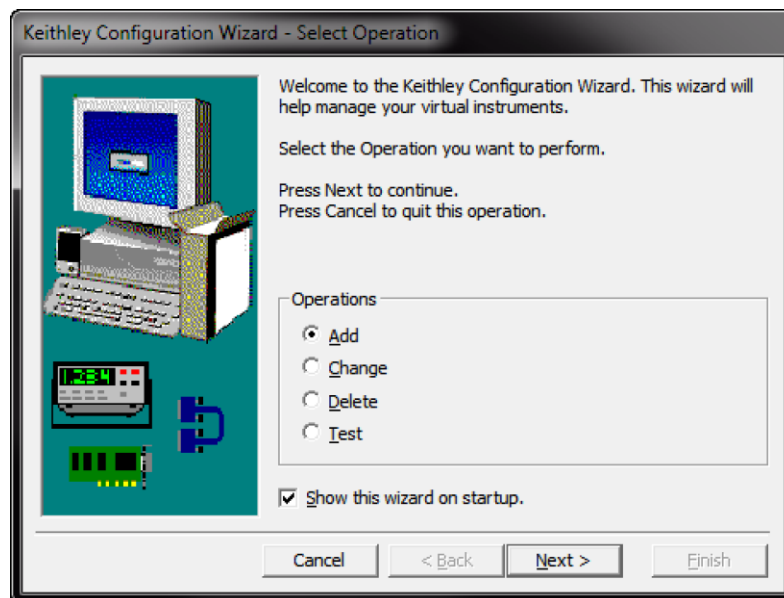 Keithley Configuration Wizard - Select Operation
Welcome to the Keithley Configuration Wizard. This wizard will
help manage your virtual instruments.
Select the Operation you want to perform.
Press Next to continue.
Press Cancel to quit this operation.
Operations
Add
Change
Delete
Test
1.234
Show this wizard on startup.
Cancel
< Back
Next >
Finish